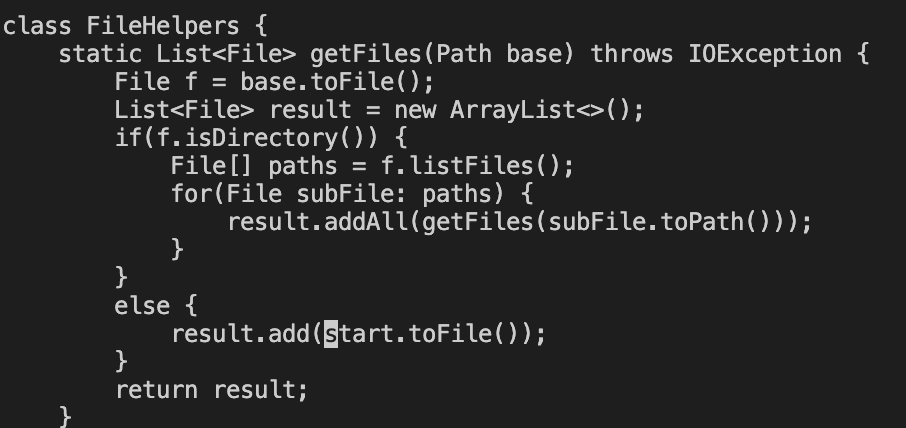 class FileHelpers {
    static List<File> getFiles(Path base) throws IOException {
        File f = base.toFile();
        List<File> result = new ArrayList<>();
        if(f.isDirectory()) {
            File[] paths = f.listFiles();
            for(File subFile: paths) {
                result.addAll(getFiles(subFile.toPath()));
            }
        }
        else {
            result.add(start.toFile());
        }
        return result;
    }